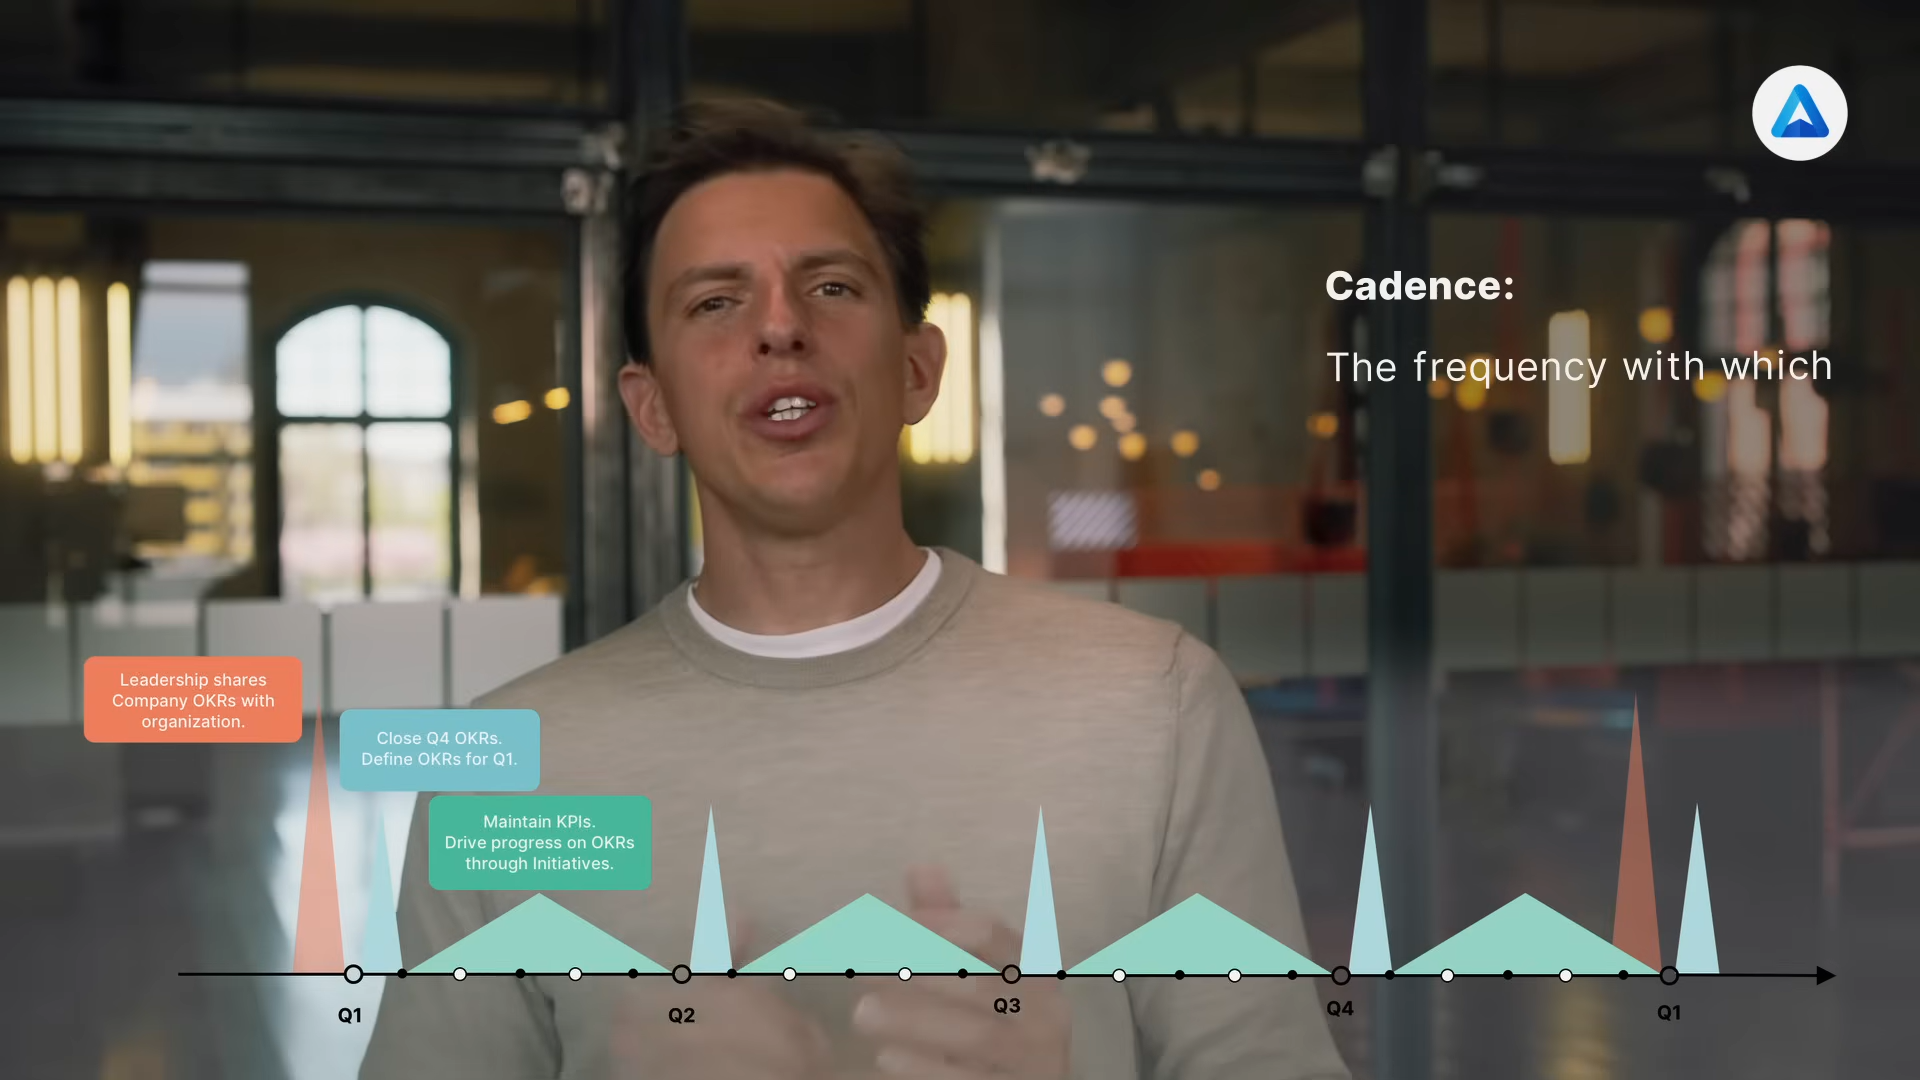 Cadence:
The frequency with which
Leadership shares
Company OKRs with
organization.
Close Q4 OKRs.
Define OKRs for Q1.
Maintain KPIs.
Drive progress on OKRs
through Initiatives.
Q1
Q2
Q3
Q4
Q1